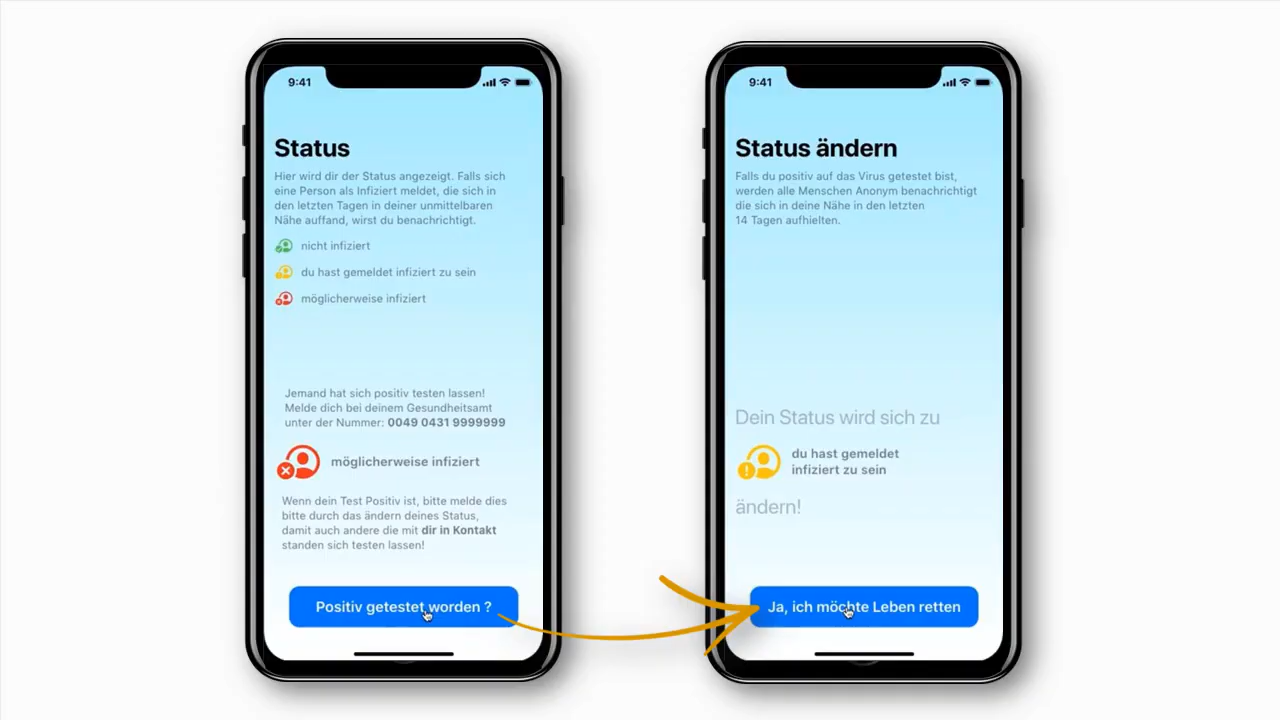 9:41
Status
Hier wird dir der Status angezeigt. Falls sich
eine Person als Infiziert meldet, die sich in
den letzten Tagen in deiner unmittelbaren
Nähe auffand, wirst du benachrichtigt.
nicht infiziert
du hast gemeldet infiziert zu sein
möglicherweise infiziert
Jemand hat sich positiv testen lassen!
Melde dich bei deinem Gesundheitsamt
unter der Nummer: 0049 0431 9999999
möglicherweise infiziert
Wenn dein Test Positiv ist, bitte melde dies
bitte durch das ändern deines Status,
damit auch andere die mit dir in Kontakt
standen sich testen lassen!
Positiv getestet worden ?
9:41
Status ändern
Falls du positiv auf das Virus getestet bist,
werden alle Menschen Anonym benachrichtigt
die sich in deine Nähe in den letzten
14 Tagen aufhielten.
Dein Status wird sich zu
du hast gemeldet
infiziert zu sein
ändern!
Ja, ich möchte Leben retten